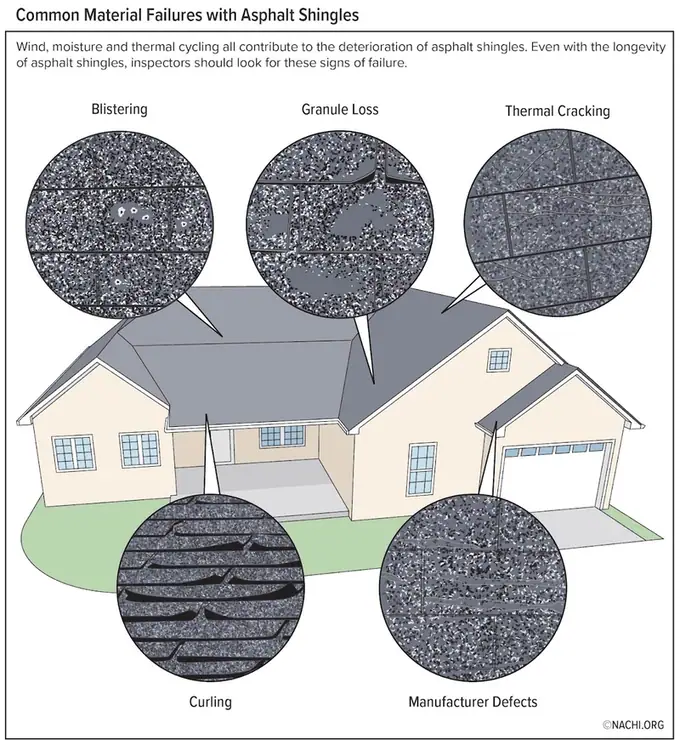 Common Material Failures with Asphalt Shingles
Wind, moisture and thermal cycling all contribute to the deterioration of asphalt shingles. Even with the longevity
of asphalt shingles, inspectors should look for these signs of failure.
Blistering
Granule Loss
Thermal Cracking
Curling
Manufacturer Defects
©NACHI.ORG